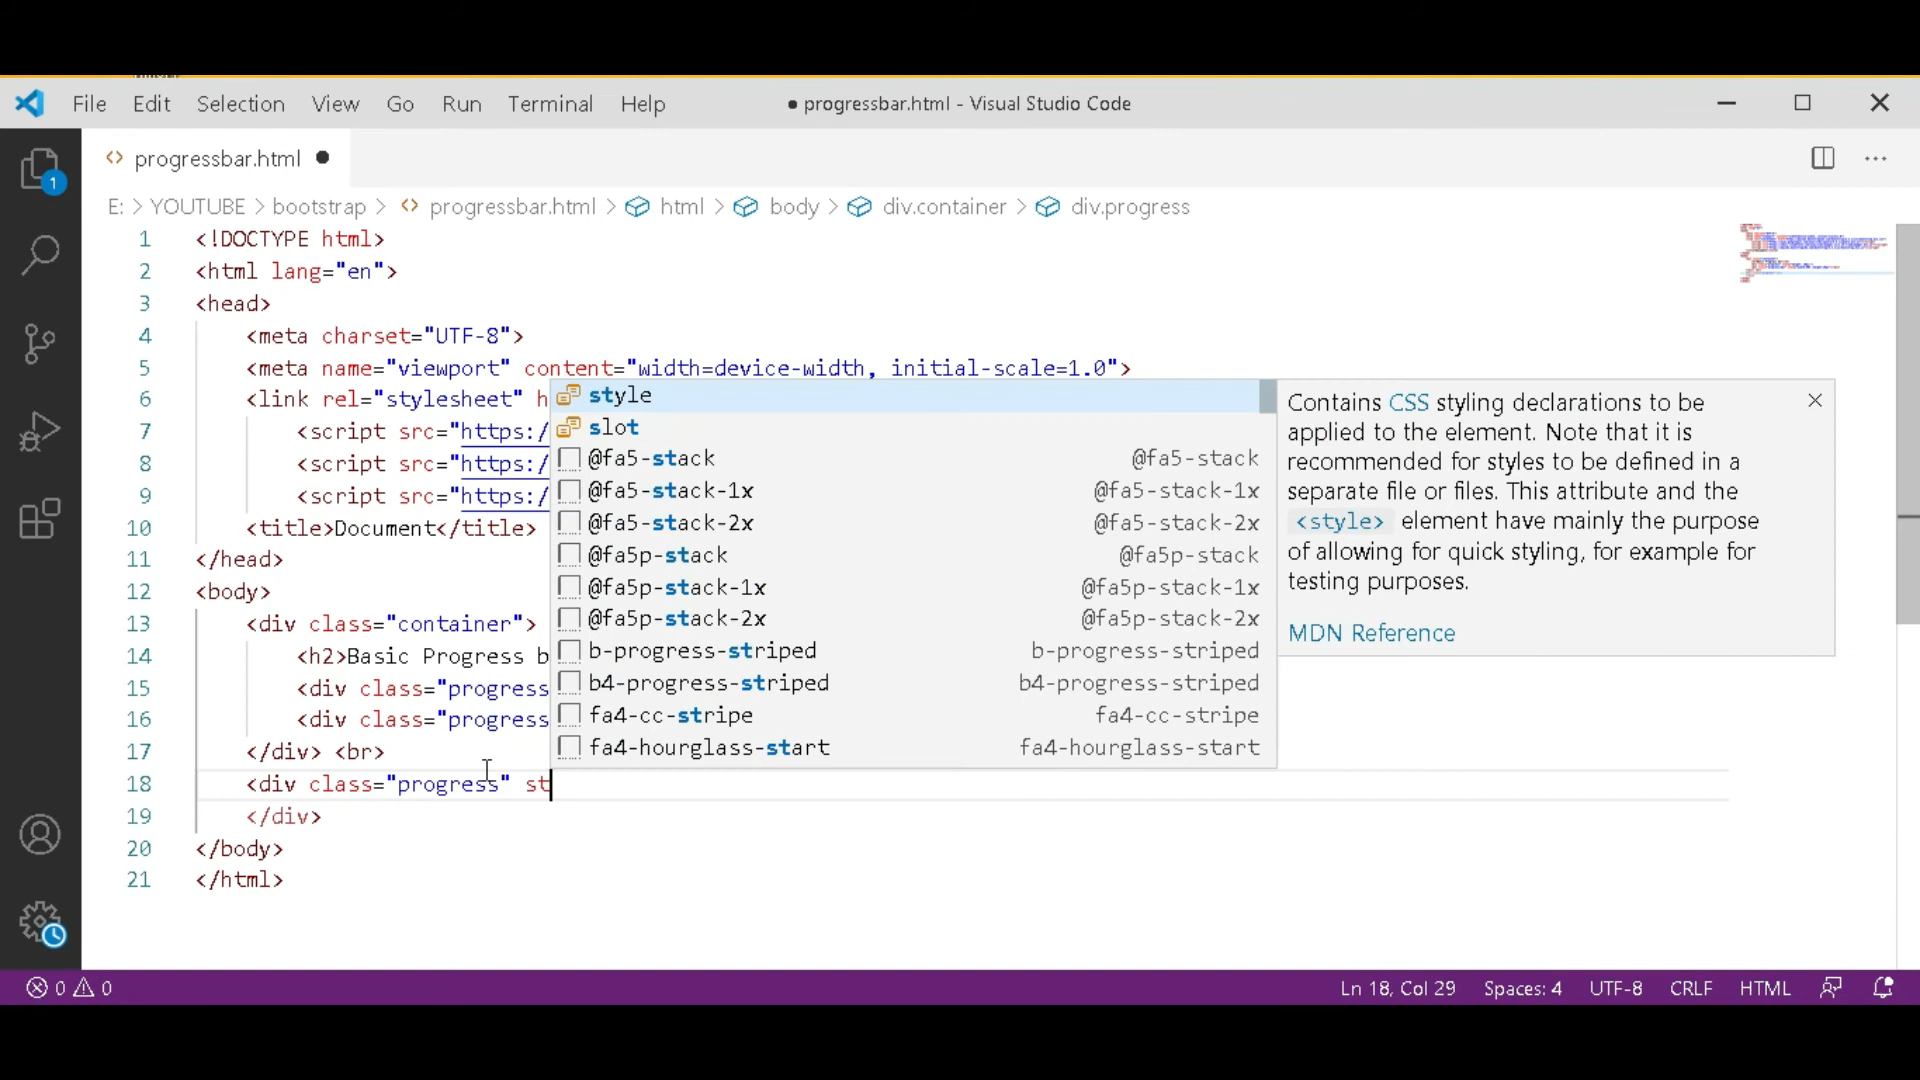 File Edit Selection View Go Run Terminal Help ● progressbar.html - Visual Studio Code
progressbar.html
E: > YOUTUBE > bootstrap > progressbar.html > html > body > div.container > div.progress
1 <!DOCTYPE html>
2 <html lang="en">
3 <head>
4 <meta charset="UTF-8">
5 <meta name="viewport" content="width=device-width, initial-scale=1.0">
6 <link rel="stylesheet" h
7 <script src="https:/
8 <script src="https:/
9 <script src="https:/
10 <title>Document</title>
11 </head>
12 <body>
13 <div class="container">
14 <h2>Basic Progress b
15 <div class="progress
16 <div class="progress
17 </div> <br>
18 <div class="progress" st
19 </div>
20 </body>
21 </html>
style
slot
@fa5-stack @fa5-stack
@fa5-stack-1x @fa5-stack-1x
@fa5-stack-2x @fa5-stack-2x
@fa5p-stack @fa5p-stack
@fa5p-stack-1x @fa5p-stack-1x
@fa5p-stack-2x @fa5p-stack-2x
b-progress-striped b-progress-striped
b4-progress-striped b4-progress-striped
fa4-cc-stripe fa4-cc-stripe
fa4-hourglass-start fa4-hourglass-start
Contains CSS styling declarations to be
applied to the element. Note that it is
recommended for styles to be defined in a
separate file or files. This attribute and the
<style> element have mainly the purpose
of allowing for quick styling, for example for
testing purposes.
MDN Reference
1
0 0 Ln 18, Col 29 Spaces: 4 UTF-8 CRLF HTML